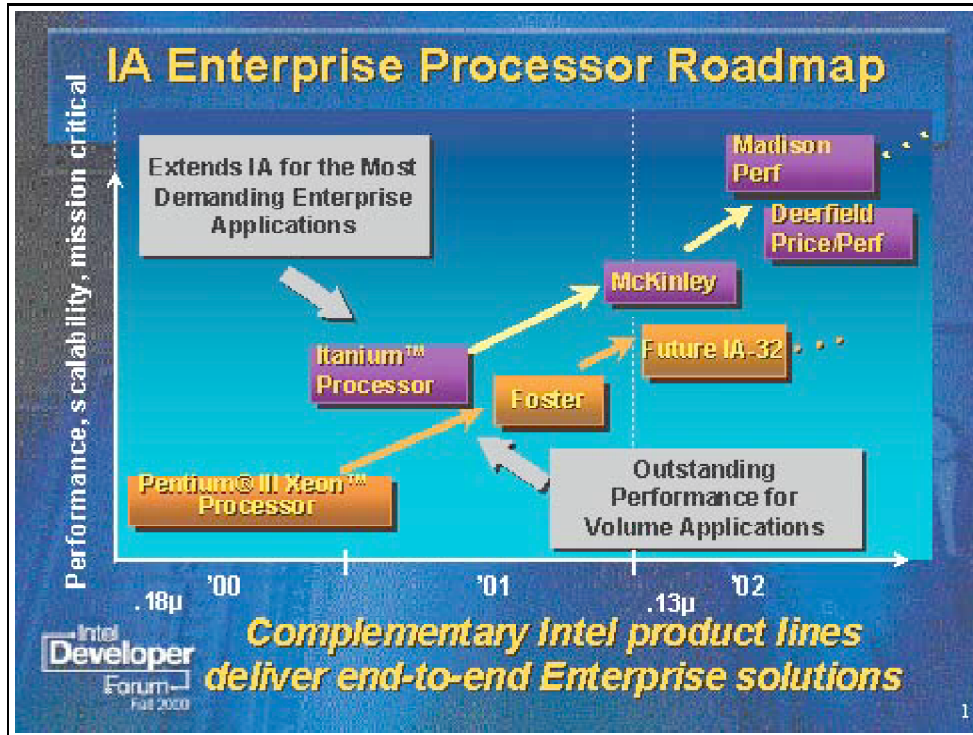 IA Enterprise Processor Roadmap
Performance, scalability, mission critical
Extends IA for the Most
Demanding Enterprise
Applications
Madison
Perf
Deerfield
Price/Perf
McKinley
Future IA-32
Itanium™
Processor
Foster
Pentium® III Xeon™
Processor
Outstanding
Performance for
Volume Applications
'00
'01
'02
.18µ
.13µ
Complementary Intel product lines
deliver end-to-end Enterprise solutions
Intel
Developer
Forum
Fall 2000
1